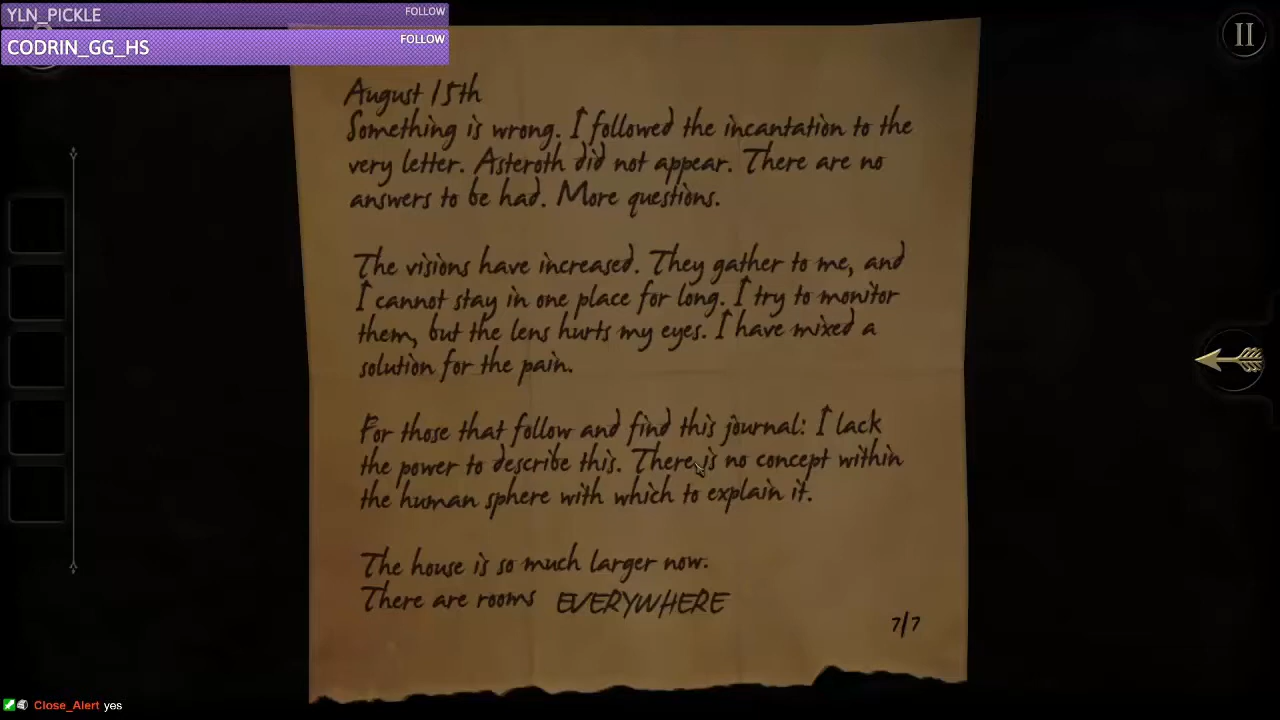 YLN_PICKLE
FOLLOW
CODRIN_GG_HS
FOLLOW
August 15th
Something is wrong. I followed the incantation to the
very letter. Asteroth did not appear. There are no
answers to be had. More questions.
The visions have increased. They gather to me, and
I cannot stay in one place for long. I try to monitor
them, but the lens hurts my eyes. I have mixed a
solution for the pain.
For those that follow and find this journal: I lack
the power to describe this. There is no concept within
the human sphere with which to explain it.
The house is so much larger now.
There are rooms EVERYWHERE
7/7
Close_Alert yes